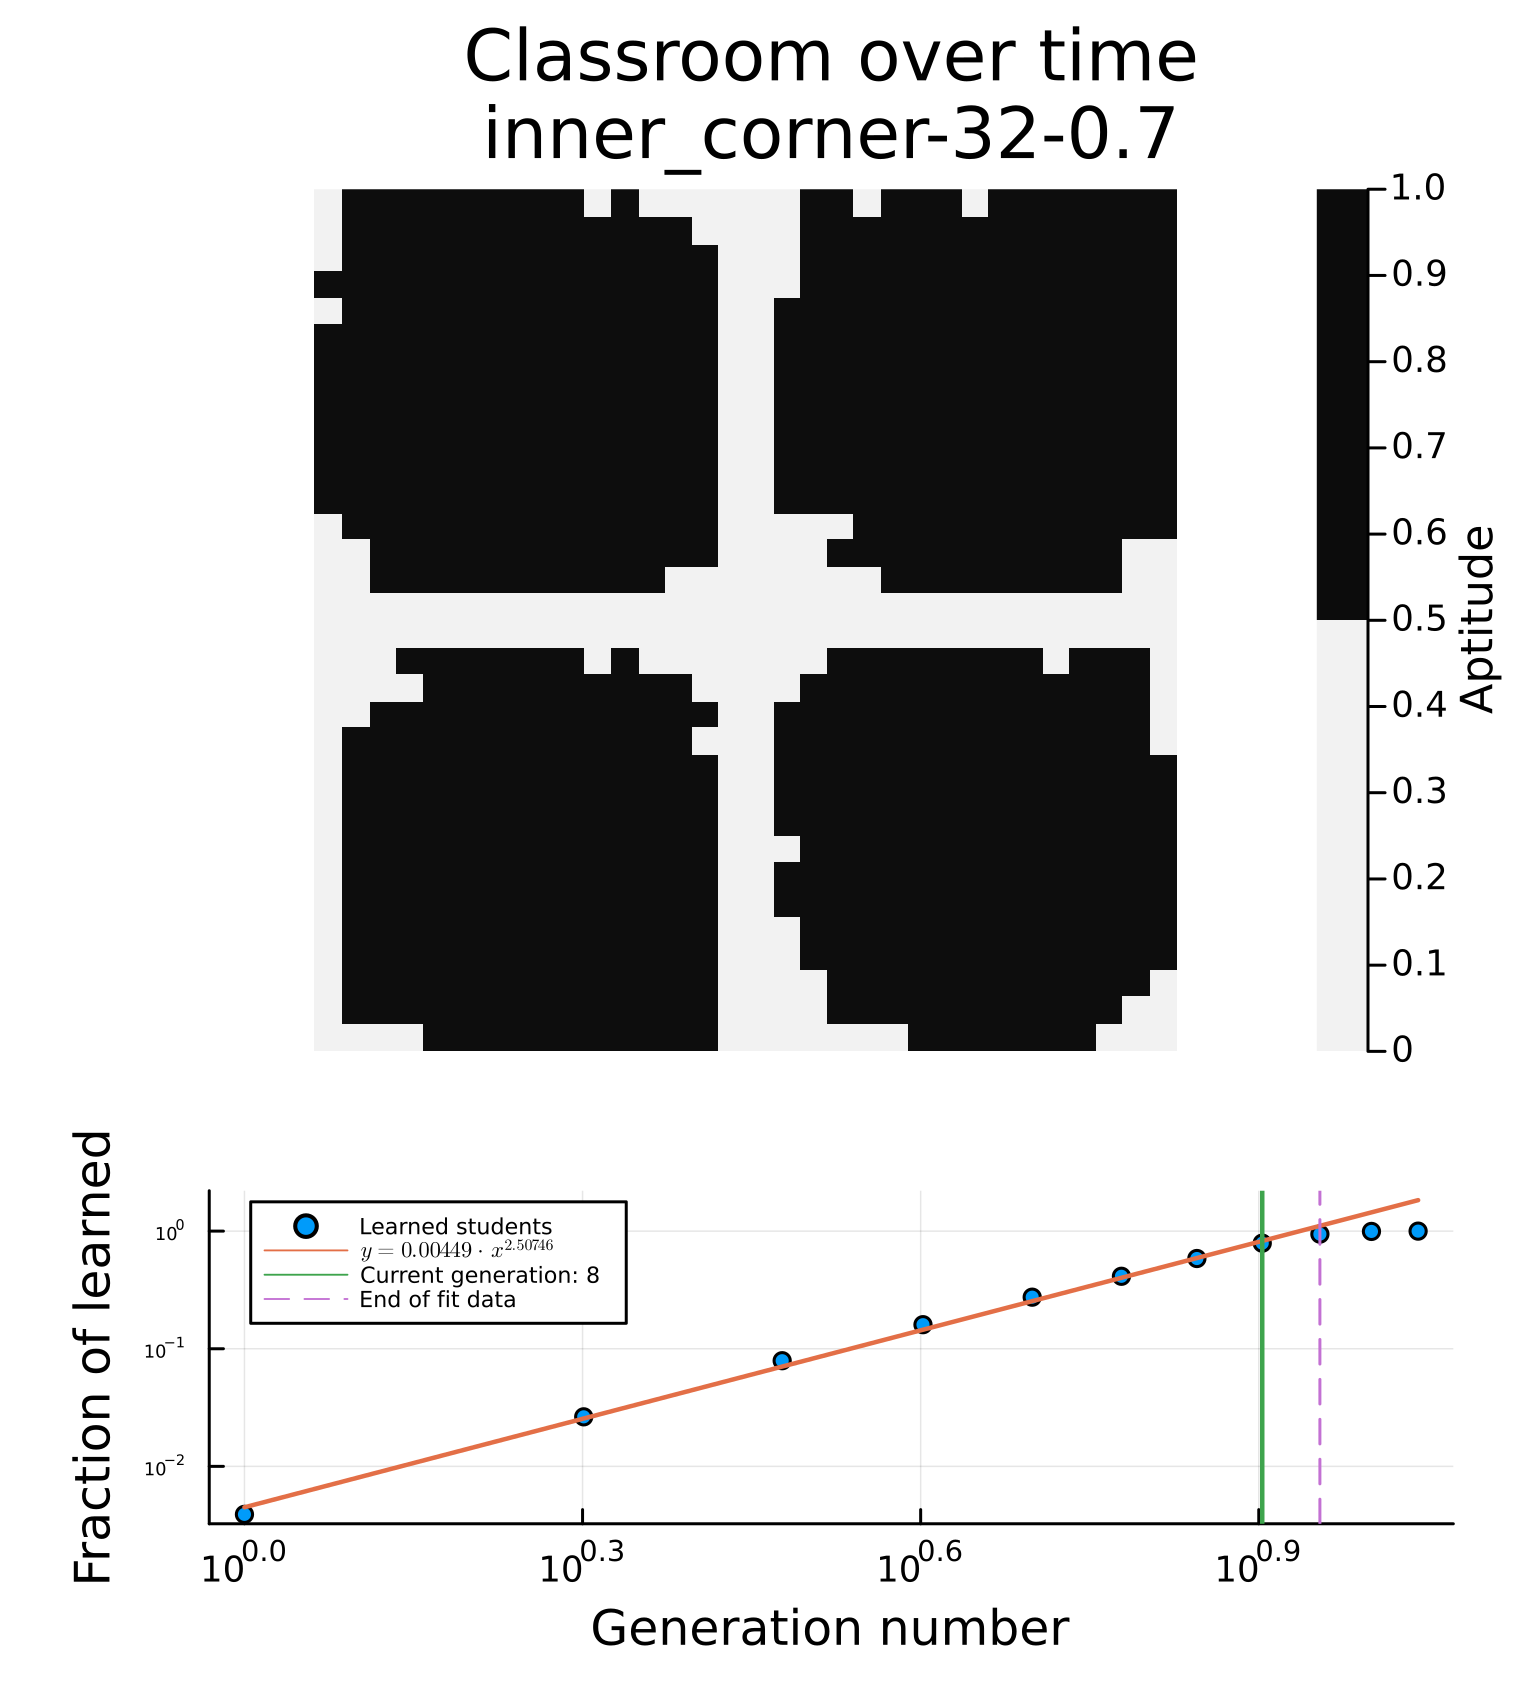 Classroom over time
inner_corner-32-0.7
1.0
0.9
0.8
0.7
0.6
0.5
0.4
0.3
0.2
0.1
0
Aptitude
Fraction of learned
10⁰
10⁻¹
10⁻²
Learned students
y = 0.00449 · x^{2.50746}
Current generation: 8
End of fit data
10^{0.0}
10^{0.3}
10^{0.6}
10^{0.9}
Generation number